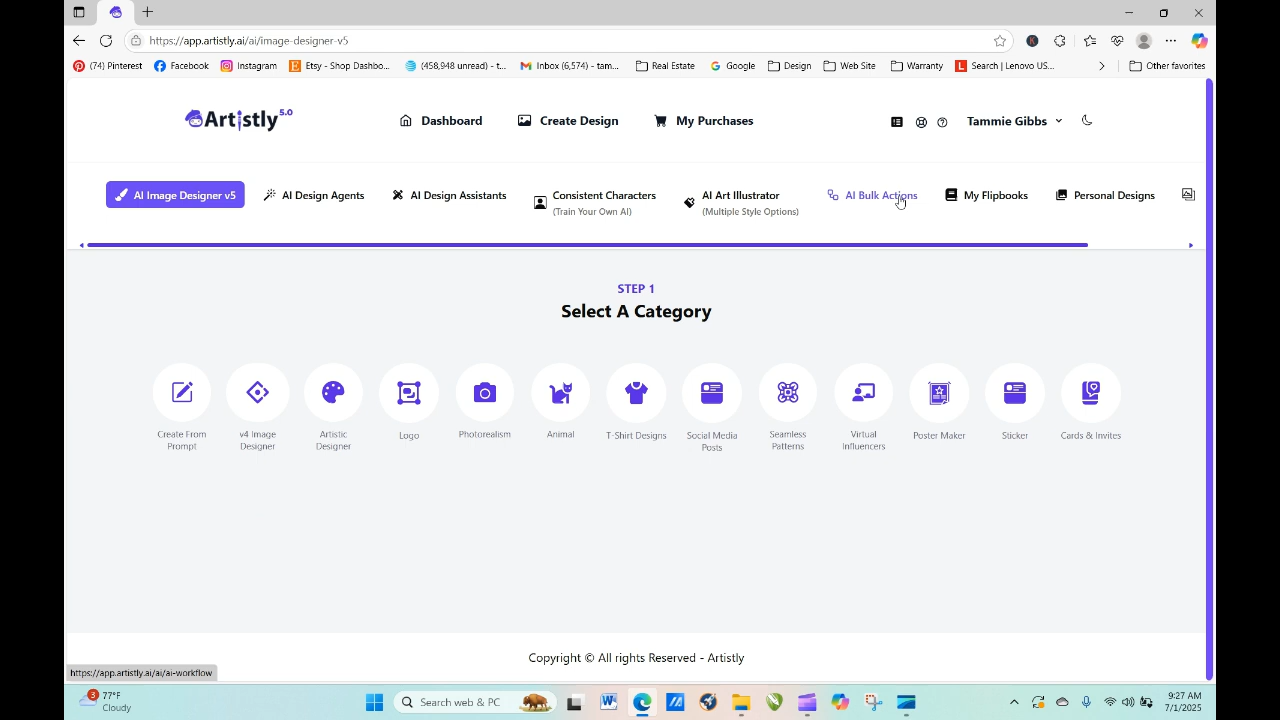 https://app.artistly.ai/ai/image-designer-v5
(74) Pinterest
Facebook
Instagram
Etsy - Shop Dashbo...
(458,948 unread) - t...
Inbox (6,574) - tam...
Real Estate
Google
Design
Web Site
Warranty
Search | Lenovo US...
Other favorites
Artistly 5.0
Dashboard
Create Design
My Purchases
Tammie Gibbs
AI Image Designer v5
AI Design Agents
AI Design Assistants
Consistent Characters
(Train Your Own AI)
AI Art Illustrator
(Multiple Style Options)
AI Bulk Actions
My Flipbooks
Personal Designs
STEP 1
Select A Category
Create From
Prompt
v4 Image
Designer
Artistic
Designer
Logo
Photorealism
Animal
T-Shirt Designs
Social Media
Posts
Seamless
Patterns
Virtual
Influencers
Poster Maker
Sticker
Cards & Invites
Copyright © All rights Reserved - Artistly
https://app.artistly.ai/ai/ai-workflow
3
77°F
Cloudy
Search web & PC
9:27 AM
7/1/2025